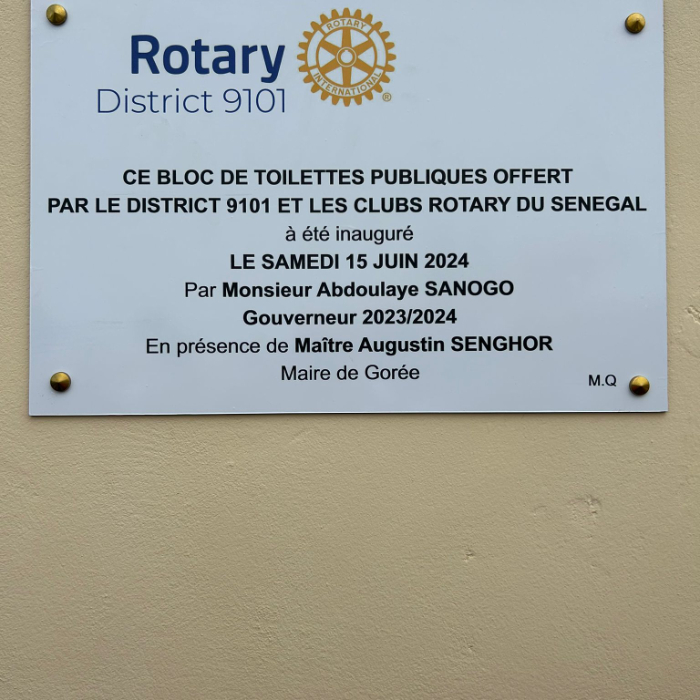 Rotary
District 9101
ROTARY
INTERNATIONAL
®
CE BLOC DE TOILETTES PUBLIQUES OFFERT
PAR LE DISTRICT 9101 ET LES CLUBS ROTARY DU SENEGAL
à été inauguré
LE SAMEDI 15 JUIN 2024
Par Monsieur Abdoulaye SANOGO
Gouverneur 2023/2024
En présence de Maître Augustin SENGHOR
Maire de Gorée
M.Q